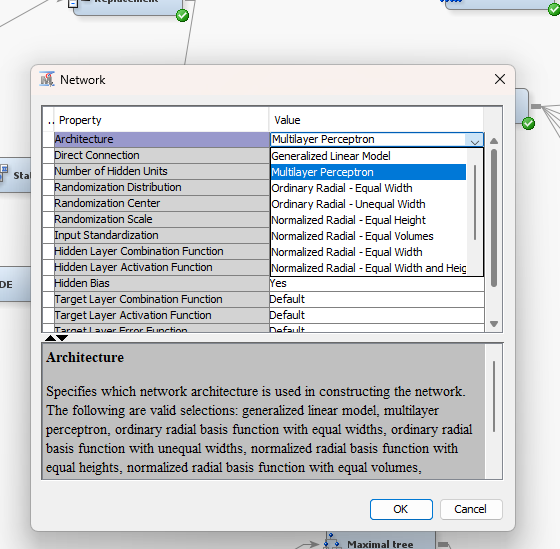 Replacement
Network
.. Property Value
Architecture Multilayer Perceptron
Direct Connection Generalized Linear Model
Number of Hidden Units Multilayer Perceptron
Randomization Distribution Ordinary Radial - Equal Width
Randomization Center Ordinary Radial - Unequal Width
Randomization Scale Normalized Radial - Equal Height
Input Standardization Normalized Radial - Equal Volumes
Hidden Layer Combination Function Normalized Radial - Equal Width
Hidden Layer Activation Function Normalized Radial - Equal Width and Heig
Hidden Bias Yes
Target Layer Combination Function Default
Target Layer Activation Function Default
Target Layer Error Function Default
Architecture
Specifies which network architecture is used in constructing the network.
The following are valid selections: generalized linear model, multilayer
perceptron, ordinary radial basis function with equal widths, ordinary radial
basis function with unequal widths, normalized radial basis function with
equal heights, normalized radial basis function with equal volumes,
OK Cancel
Stat
DE
Maximal tree